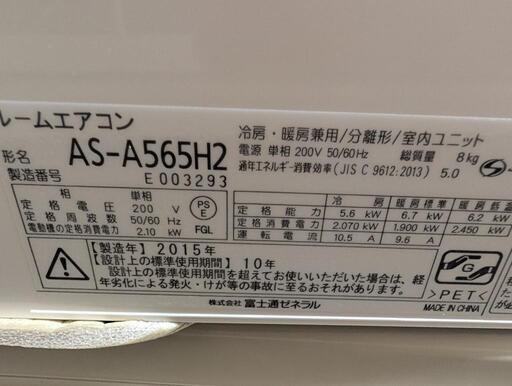 ルームエアコン
形名 AS-A565H2
製造番号 E003293
冷房・暖房兼用/分離形/室内ユニット
電源 単相 200V 50/60Hz 総質量 8kg
通年エネルギー消費効率(JIS C 9612:2013) 5.0
相 単相
定格電圧 200 V
定格周波数 50/60 Hz
電動機の定格消費電力 2.10 kW
PS
E
FGL
冷房 暖房標準 暖房低温
定格能力 5.6 kW 6.7 kW 6.2 kW
定格消費電力 2.070 kW 1.900 kW 2.450 kW
運転電流 10.5 A 9.6 A
【製造年】2015年
【設計上の標準使用期間】10年
設計上の標準使用期間を超えてお使いいただいた場合は、経
年劣化による発火・けが等の事故に至るおそれがあります。
株式会社 富士通ゼネラル
G
>PET<
MADE IN CHINA